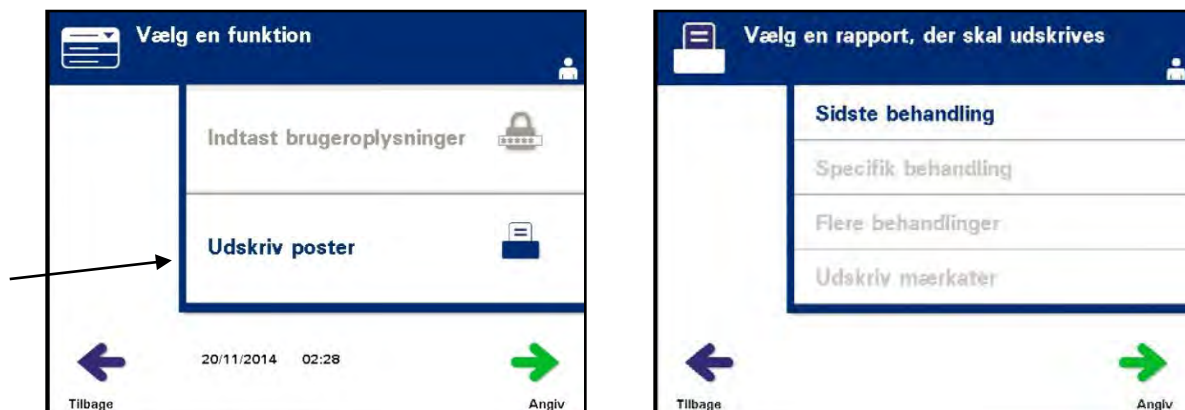 Vælg en funktion
Indtast brugeroplysninger
Udskriv poster
20/11/2014 02:28
Tilbage
Angiv
Vælg en rapport, der skal udskrives
Sidste behandling
Specifik behandling
Flere behandlinger
Udskriv mærkater
Tilbage
Angiv